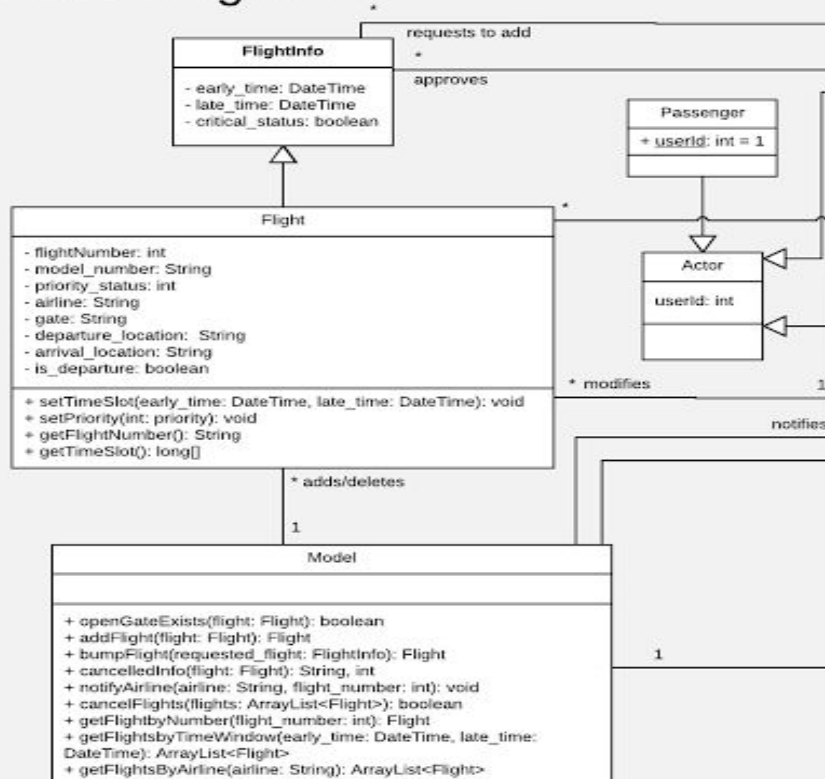 *
requests to add
*
approves
FlightInfo
- early_time: DateTime
- late_time: DateTime
- critical_status: boolean
Passenger
+ userId: int = 1
*
Flight
- flightNumber: int
- model_number: String
- priority_status: int
- airline: String
- gate: String
- departure_location:  String
- arrival_location: String
- is_departure: boolean
+ setTimeSlot(early_time: DateTime, late_time: DateTime): void
+ setPriority(int: priority): void
+ getFlightNumber(): String
+ getTimeSlot(): long[]
Actor
userId: int
* modifies
1
notifies
* adds/deletes
1
Model
+ openGateExists(flight: Flight): boolean
+ addFlight(flight: Flight): Flight
+ bumpFlight(requested_flight: FlightInfo): Flight
+ cancelledInfo(flight: Flight): String, int
+ notifyAirline(airline: String, flight_number: int): void
+ cancelFlights(flights: ArrayList<Flight>): boolean
+ getFlightbyNumber(flight_number: int): Flight
+ getFlightsbyTimeWindow(early_time: DateTime, late_time:
DateTime): ArrayList<Flight>
+ getFlightsByAirline(airline: String): ArrayList<Flight>
1